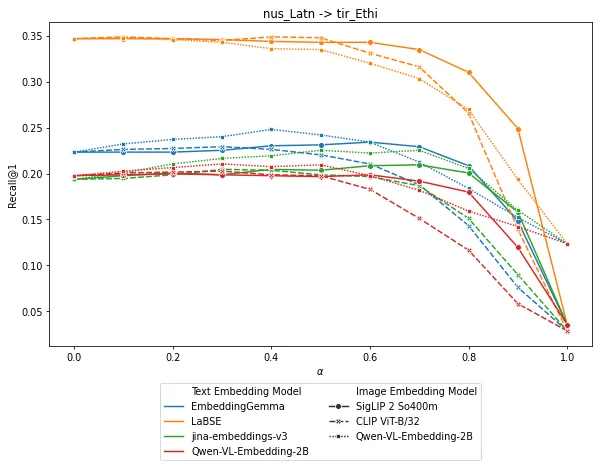 nus_Latn -> tir_Ethi
Recall@1
0.35
0.30
0.25
0.20
0.15
0.10
0.05
0.0
0.2
0.4
0.6
0.8
1.0
α
Text Embedding Model
EmbeddingGemma
LaBSE
jina-embeddings-v3
Qwen-VL-Embedding-2B
Image Embedding Model
SigLIP 2 So400m
CLIP ViT-B/32
Qwen-VL-Embedding-2B